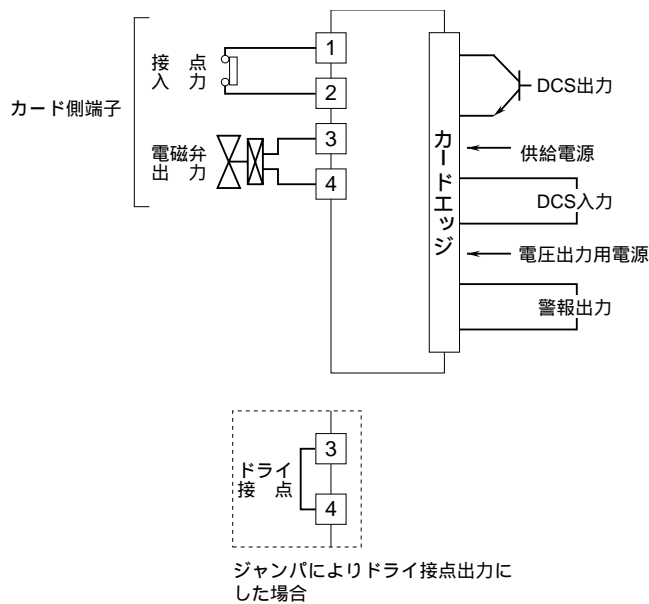 カード側端子
接　点
入　力
電磁弁
出　力
1
2
3
4
カードエッジ
DCS出力
供給電源
DCS入力
電圧出力用電源
警報出力
ドライ
接　点
3
4
ジャンパによりドライ接点出力に
した場合